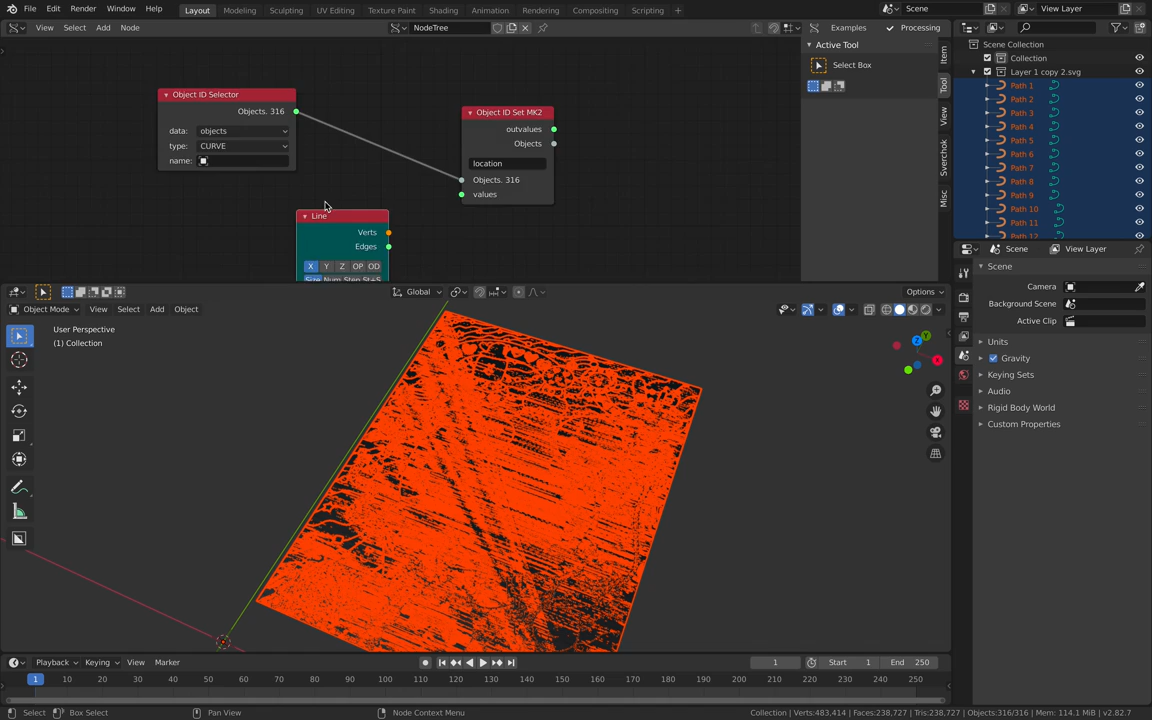 File Edit Render Window Help Layout Modeling Sculpting UV Editing Texture Paint Shading Animation Rendering Compositing Scripting + Scene View Layer
View Select Add Node NodeTree Examples Processing
Active Tool
Select Box
Item
Tool
View
Sverchok
Misc
Object ID Selector
Objects. 316
data: objects
type: CURVE
name:
Object ID Set MK2
outvalues
Objects
location
Objects. 316
values
Line
Verts
Edges
X Y Z OP OD
Size Num Step St+S
Scene Collection
Collection
Layer 1 copy 2.svg
Path 1
Path 2
Path 3
Path 4
Path 5
Path 6
Path 7
Path 8
Path 9
Path 10
Path 11
Path 12
Global Options
Object Mode View Select Add Object
User Perspective
(1) Collection
X
Y
Z
Scene View Layer
Scene
Camera
Background Scene
Active Clip
Units
Gravity
Keying Sets
Audio
Rigid Body World
Custom Properties
Playback Keying View Marker 1 Start 1 End 250
1 10 20 30 40 50 60 70 80 90 100 110 120 130 140 150 160 170 180 190 200 210 220 230 240 250
Select Box Select Pan View Node Context Menu Collection | Verts:483,414 | Faces:238,727 | Tris:238,727 | Objects:316/316 | Mem: 114.1 MiB | v2.82.7